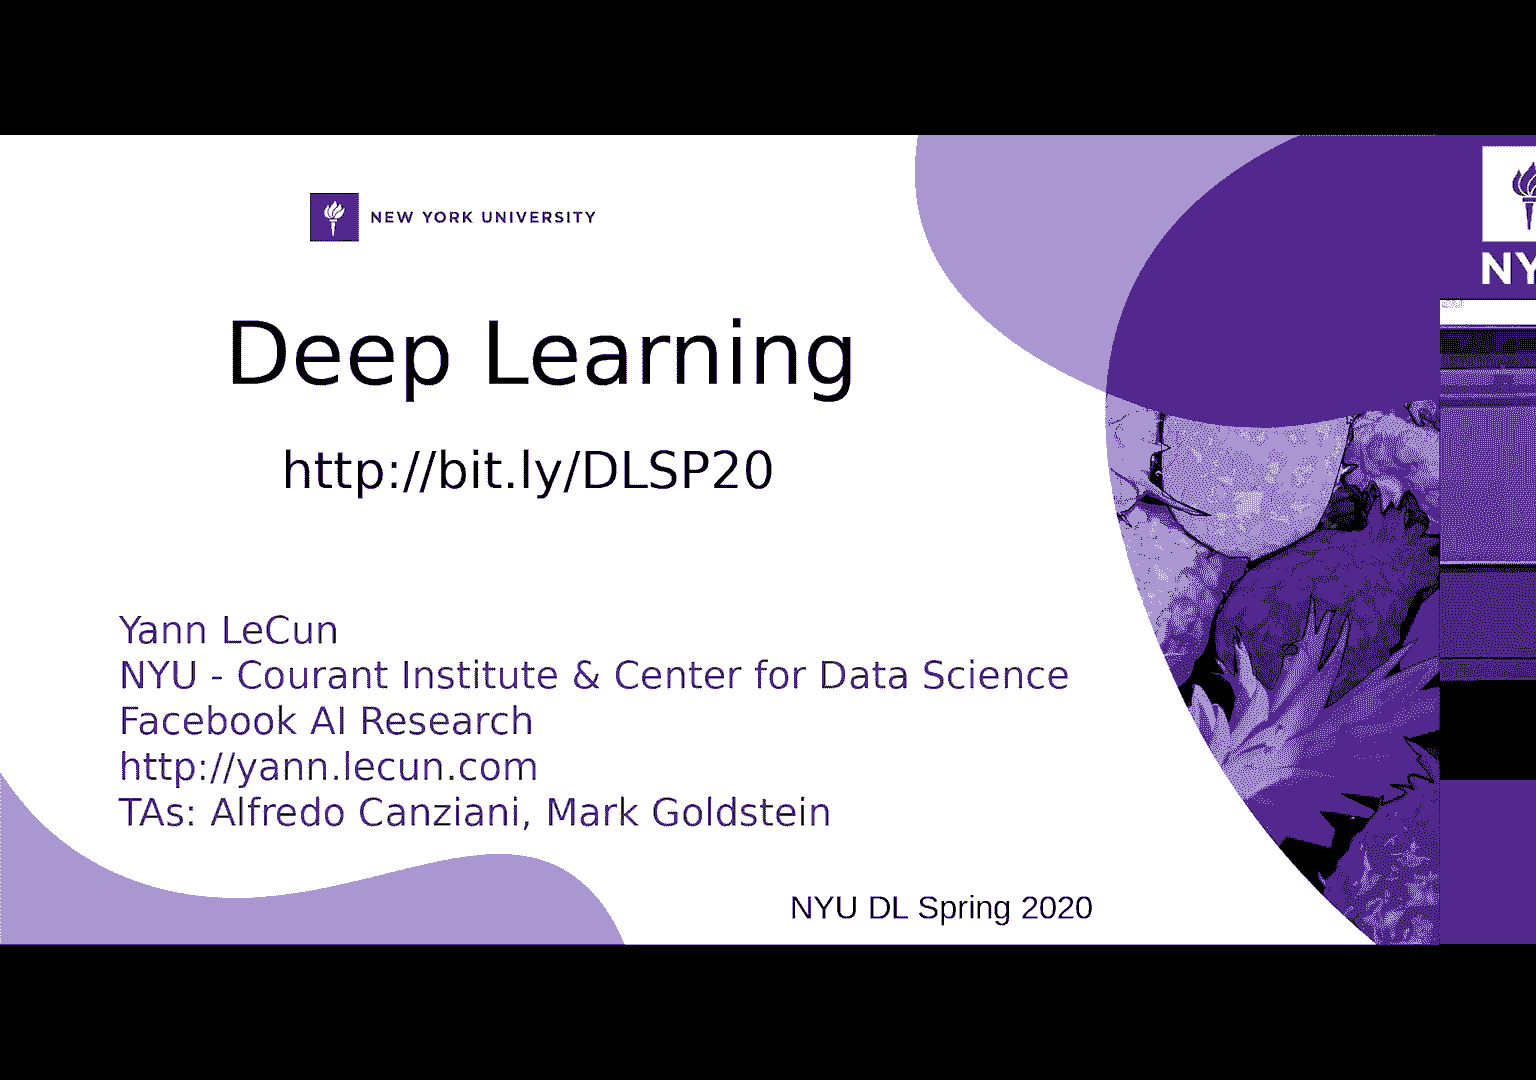 NEW YORK UNIVERSITY
NY
Deep Learning
http://bit.ly/DLSP20
Yann LeCun
NYU - Courant Institute & Center for Data Science
Facebook AI Research
http://yann.lecun.com
TAs: Alfredo Canziani, Mark Goldstein
NYU DL Spring 2020